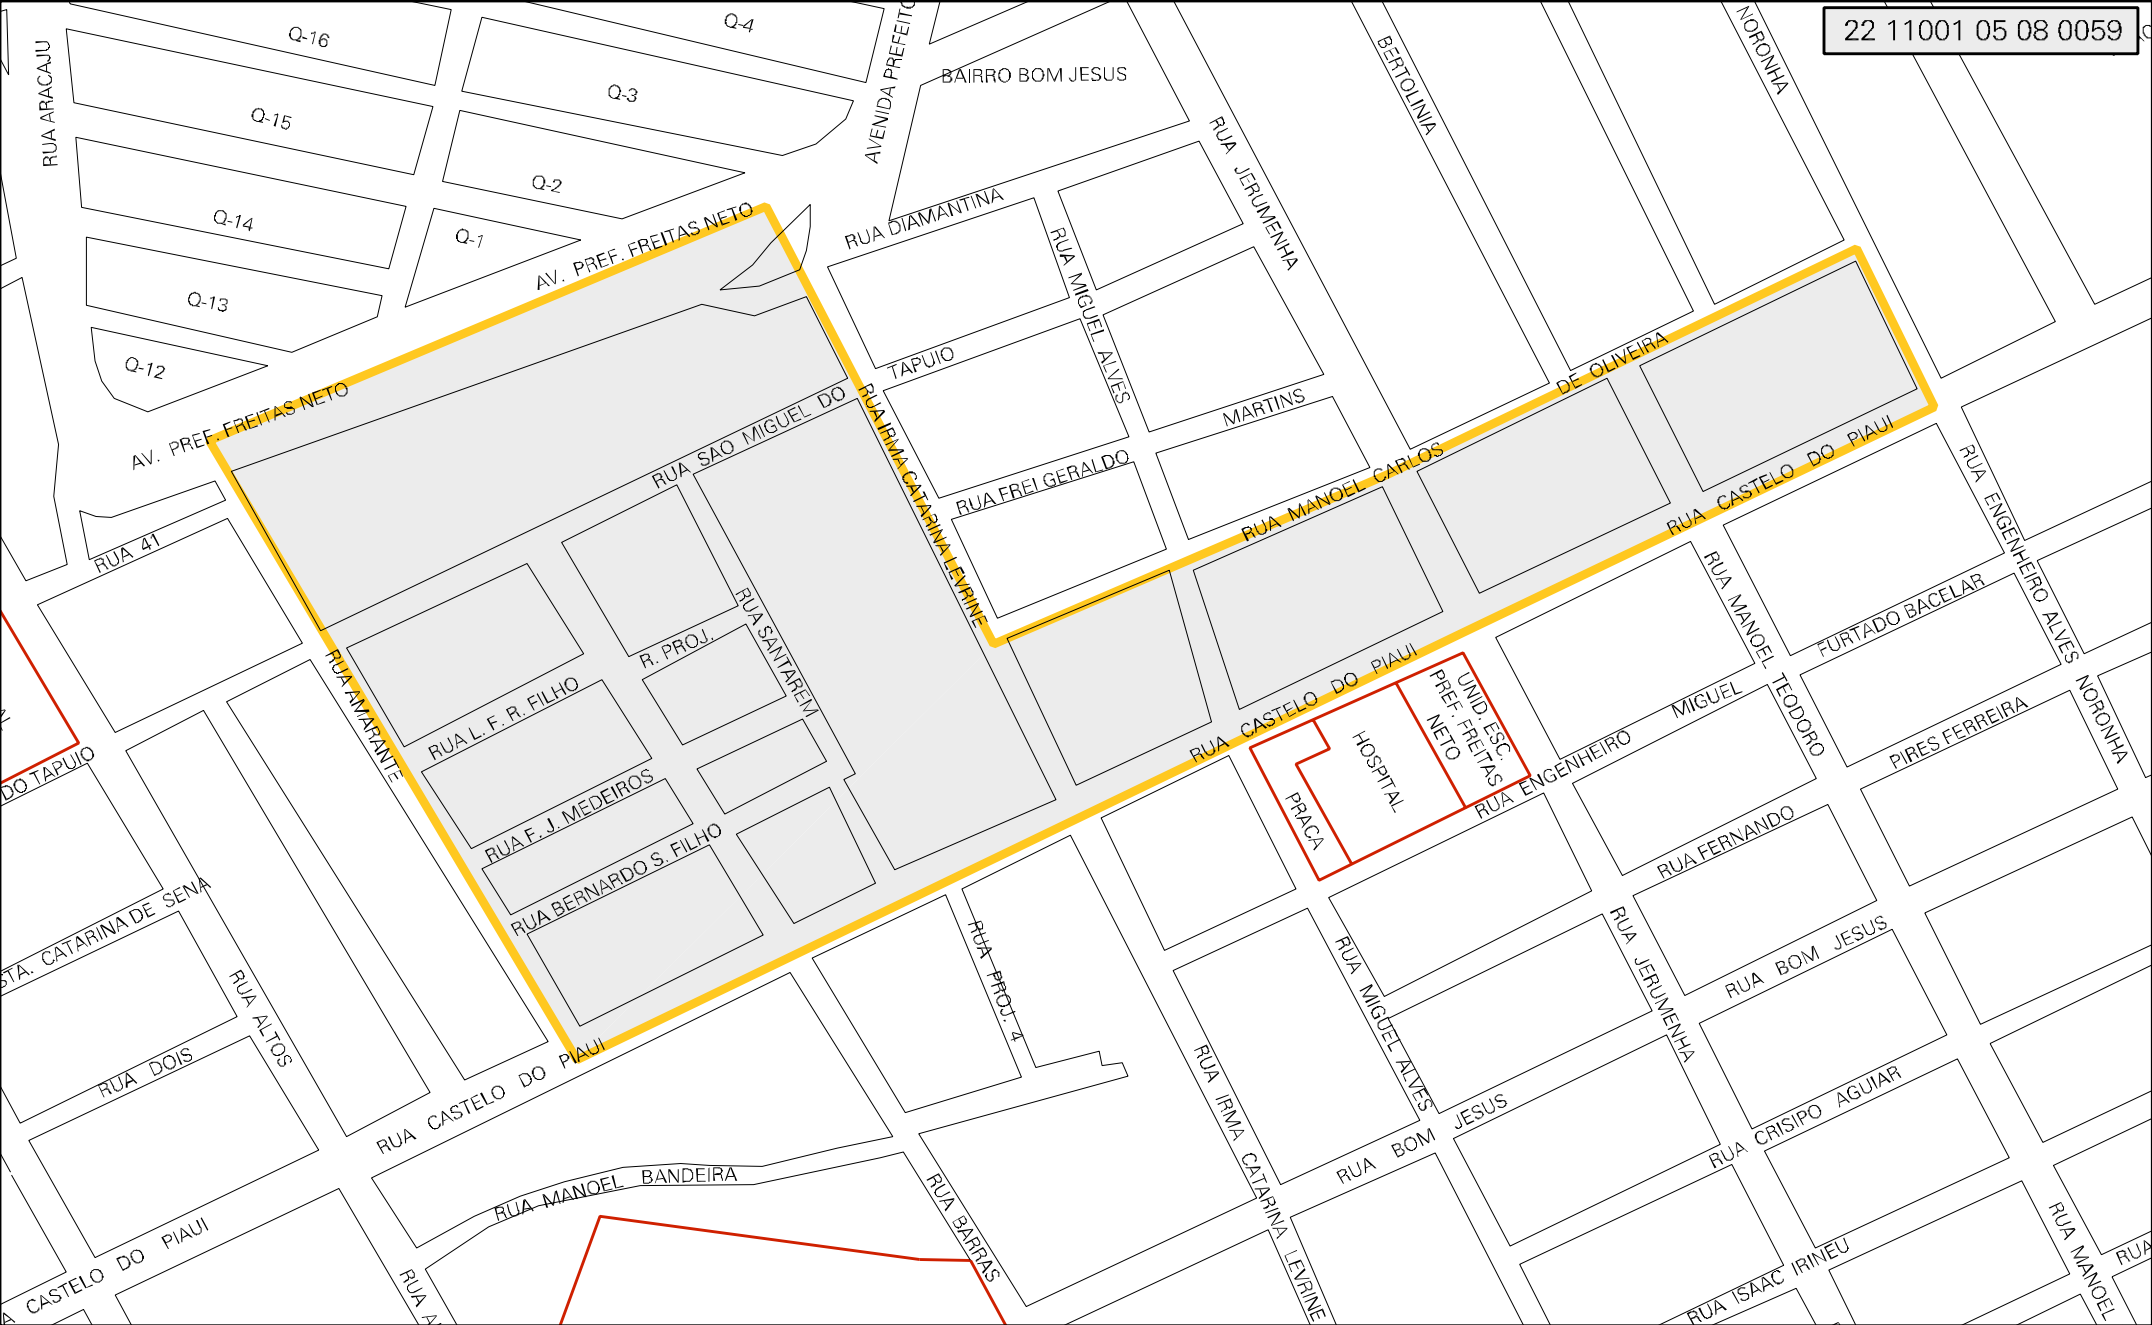 22 11001 05 08 0059
Q-16
Q-4
AVENIDA PREFEITO
NORONHA
BERTOLINIA
RUA ARACAJU
Q-15
Q-3
BAIRRO BOM JESUS
Q-14
Q-2
RUA JERUMENHA
Q-13
Q-1
AV. PREF. FREITAS NETO
RUA DIAMANTINA
RUA MIGUEL ALVES
Q-12
AV. PREF. FREITAS NETO
TAPUIO
MARTINS
DE OLIVEIRA
RUA SAO MIGUEL DO
RUA IRMA CATARINA LEVRINE
RUA FREI GERALDO
RUA MANOEL CARLOS
RUA CASTELO DO PIAUI
RUA ENGENHEIRO ALVES NORONHA
RUA 41
RUA SANTAREM
R. PROJ.
RUA MANOEL TEODORO
FURTADO BACELAR
RUA AMARANTE
RUA L. F. R. FILHO
RUA CASTELO DO PIAUI
UNID. ESC.
PREF. FREITAS
NETO
HOSPITAL
PRACA
RUA ENGENHEIRO MIGUEL
PIRES FERREIRA
DO TAPUIO
RUA F. J. MEDEIROS
RUA BERNARDO S. FILHO
RUA FERNANDO
STA. CATARINA DE SENA
RUA ALTOS
RUA PROJ. 4
RUA MIGUEL ALVES
RUA JERUMENHA
RUA BOM JESUS
RUA DOIS
RUA CASTELO DO PIAUI
RUA IRMA CATARINA LEVRINE
RUA BOM JESUS
RUA CRISIPO AGUIAR
RUA MANOEL BANDEIRA
RUA BARRAS
RUA MANOEL
RUA
A CASTELO DO PIAUI
RUA ISAAC IRINEU